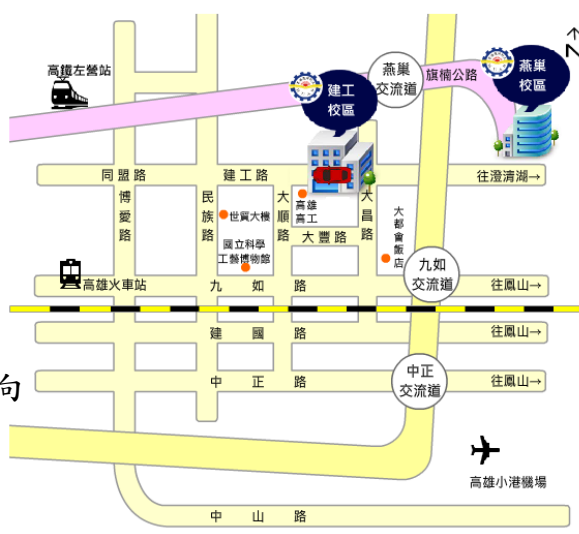 N
高鐵左營站
燕巢
交流道
旗楠公路
燕巢
校區
建工
校區
同盟路
建工路
往澄清湖→
博愛路
民族路
大順路
大昌路
世貿大樓
高雄
高工
大豐路
大都會飯店
國立科學
工藝博物館
九如
交流道
高雄火車站
九如路
往鳳山→
建國路
往鳳山→
中正路
中正
交流道
往鳳山→
向
高雄小港機場
中山路